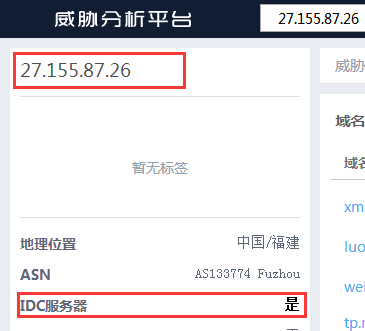 威胁分析平台
27.155.87.26
27.155.87.26
威胁
暂无标签
域名
域名
地理位置
中国/福建
xm
ASN
AS133774 Fuzhou
luo
IDC服务器
是
wei
tp.r